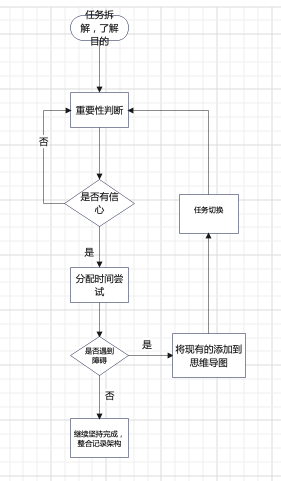 任务拆
解，了解
目的
重要性判断
否
是否有信
心
任务切换
是
分配时间尝
试
是
是否遇到
障碍
将现有的添加到
思维导图
否
继续坚持完成，
整合记录架构